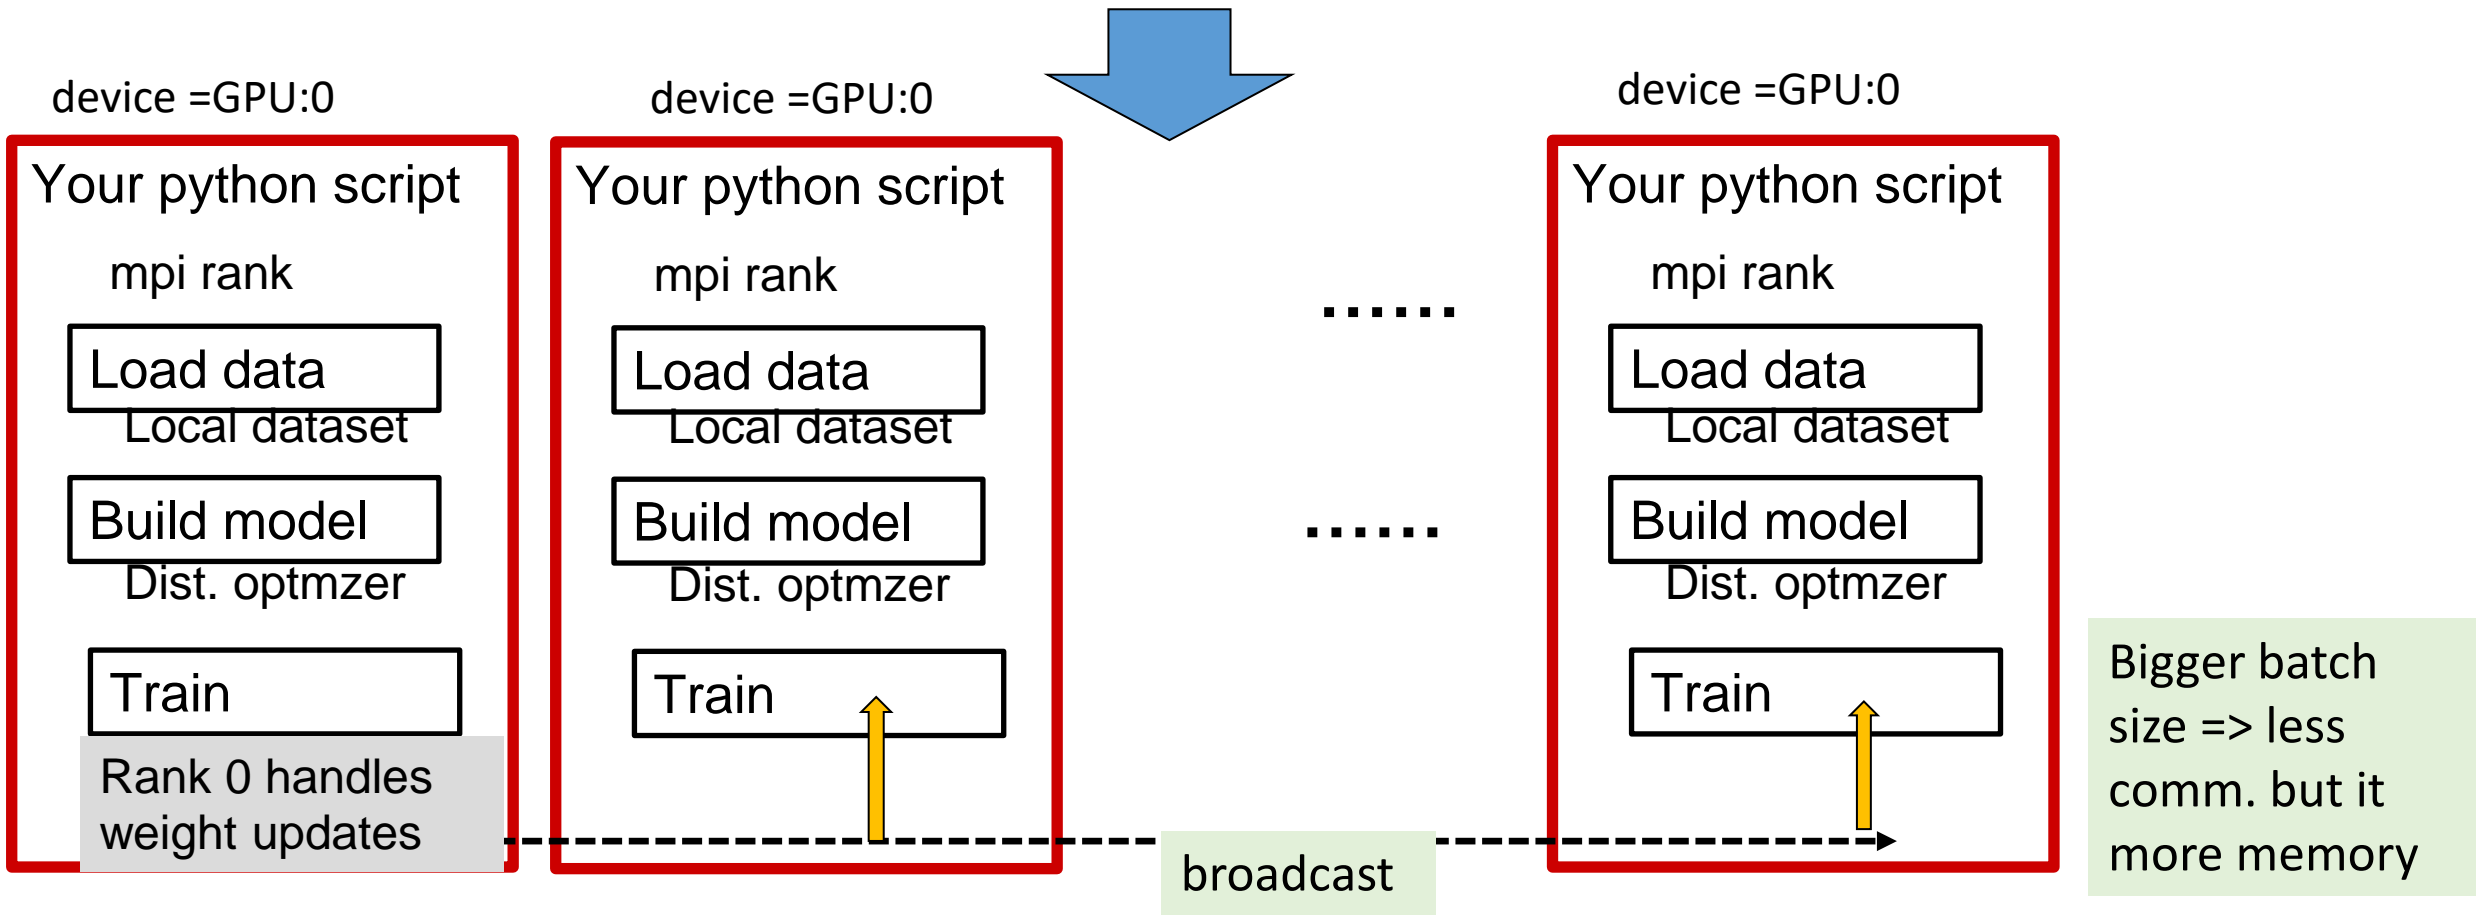 device =GPU:0
Your python script
mpi rank
Load data
Local dataset
Build model
Dist. optmzer
Train
Rank 0 handles
weight updates
device =GPU:0
Your python script
mpi rank
Load data
Local dataset
Build model
Dist. optmzer
Train
......
......
broadcast
device =GPU:0
Your python script
mpi rank
Load data
Local dataset
Build model
Dist. optmzer
Train
Bigger batch
size => less
comm. but it
more memory